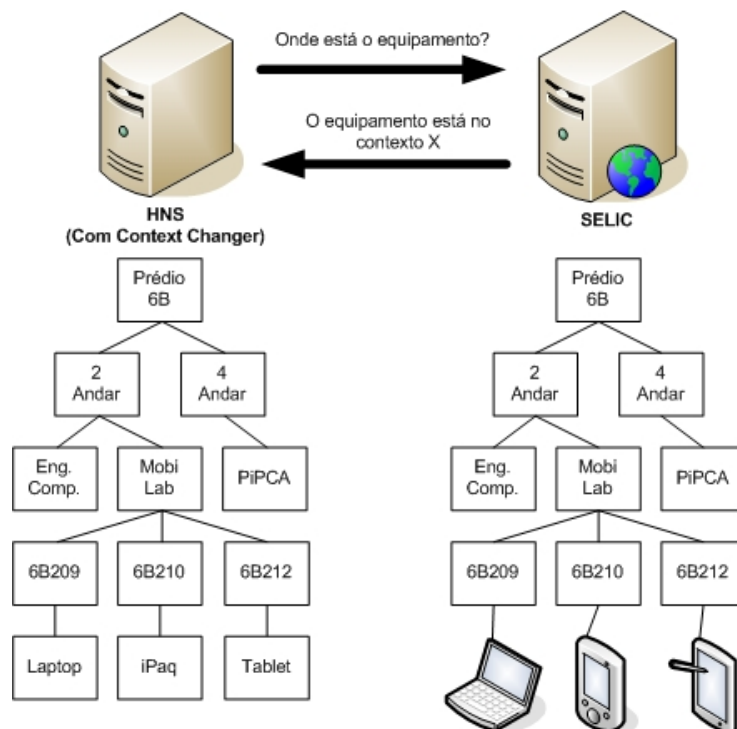 Onde está o equipamento?
O equipamento está no
contexto X
HNS
(Com Context Changer)
SELIC
Prédio
6B
2
Andar
4
Andar
Eng.
Comp.
Mobi
Lab
PiPCA
6B209
6B210
6B212
Laptop
iPaq
Tablet
Prédio
6B
2
Andar
4
Andar
Eng.
Comp.
Mobi
Lab
PiPCA
6B209
6B210
6B212